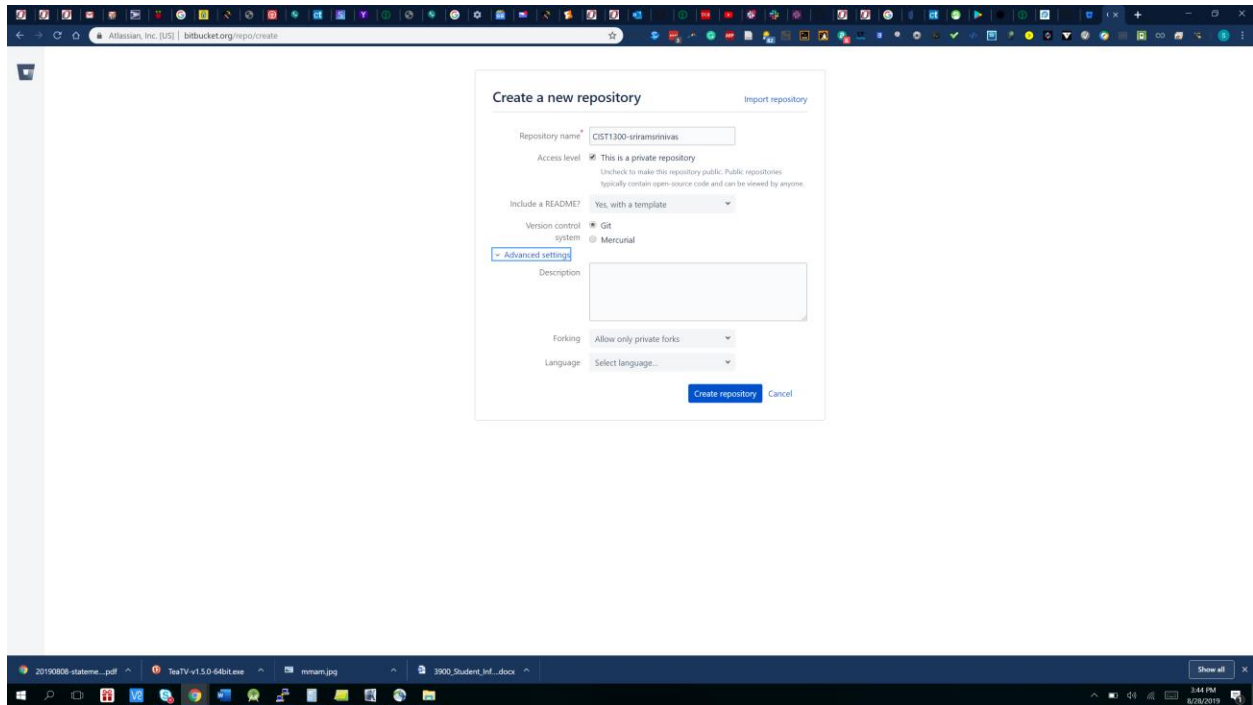 Atlassian, Inc. [US] | bitbucket.org/repo/create
Create a new repository
Import repository
Repository name*
CIST1300-sriramsrinivas
Access level
This is a private repository
Uncheck to make this repository public. Public repositories
typically contain open-source code and can be viewed by anyone.
Include a README?
Yes, with a template
Version control
system
Git
Mercurial
Advanced settings
Description
Forking
Allow only private forks
Language
Select language...
Create repository
Cancel
20190808-stateme...pdf
TeaTV-v1.5.0-64bit.exe
mmam.jpg
3900_Student_Inf...docx
Show all
3:44 PM
8/28/2019